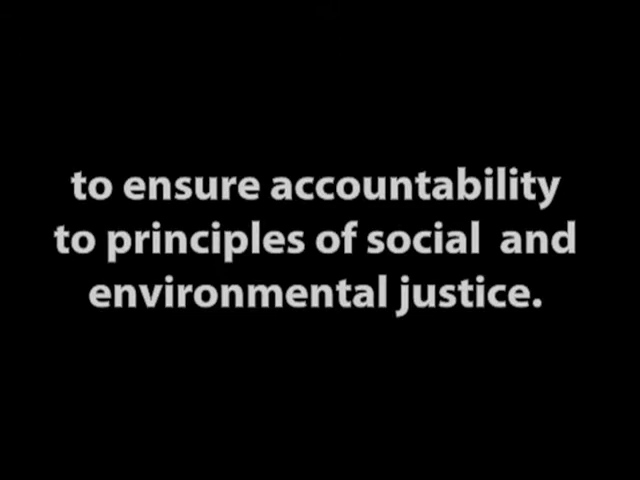 to ensure accountability
to principles of social  and
environmental justice.